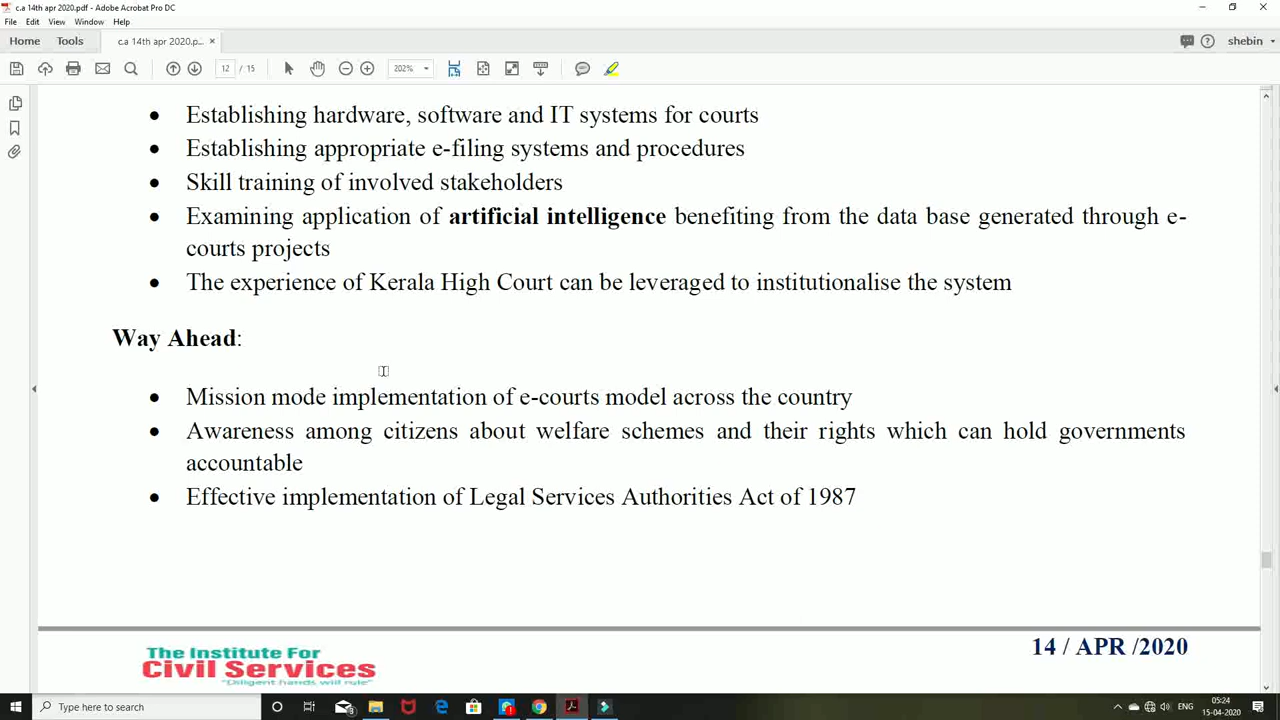 c.a 14th apr 2020.pdf - Adobe Acrobat Pro DC
File Edit View Window Help
Home Tools c.a 14th apr 2020.p... × shebin
12 / 15 202%
• Establishing hardware, software and IT systems for courts
• Establishing appropriate e-filing systems and procedures
• Skill training of involved stakeholders
• Examining application of artificial intelligence benefiting from the data base generated through e-
courts projects
• The experience of Kerala High Court can be leveraged to institutionalise the system
Way Ahead:
• Mission mode implementation of e-courts model across the country
• Awareness among citizens about welfare schemes and their rights which can hold governments
accountable
• Effective implementation of Legal Services Authorities Act of 1987
The Institute For
Civil Services
"Diligent hands will rule"
14 / APR /2020
Type here to search
ENG
05:24
15-04-2020